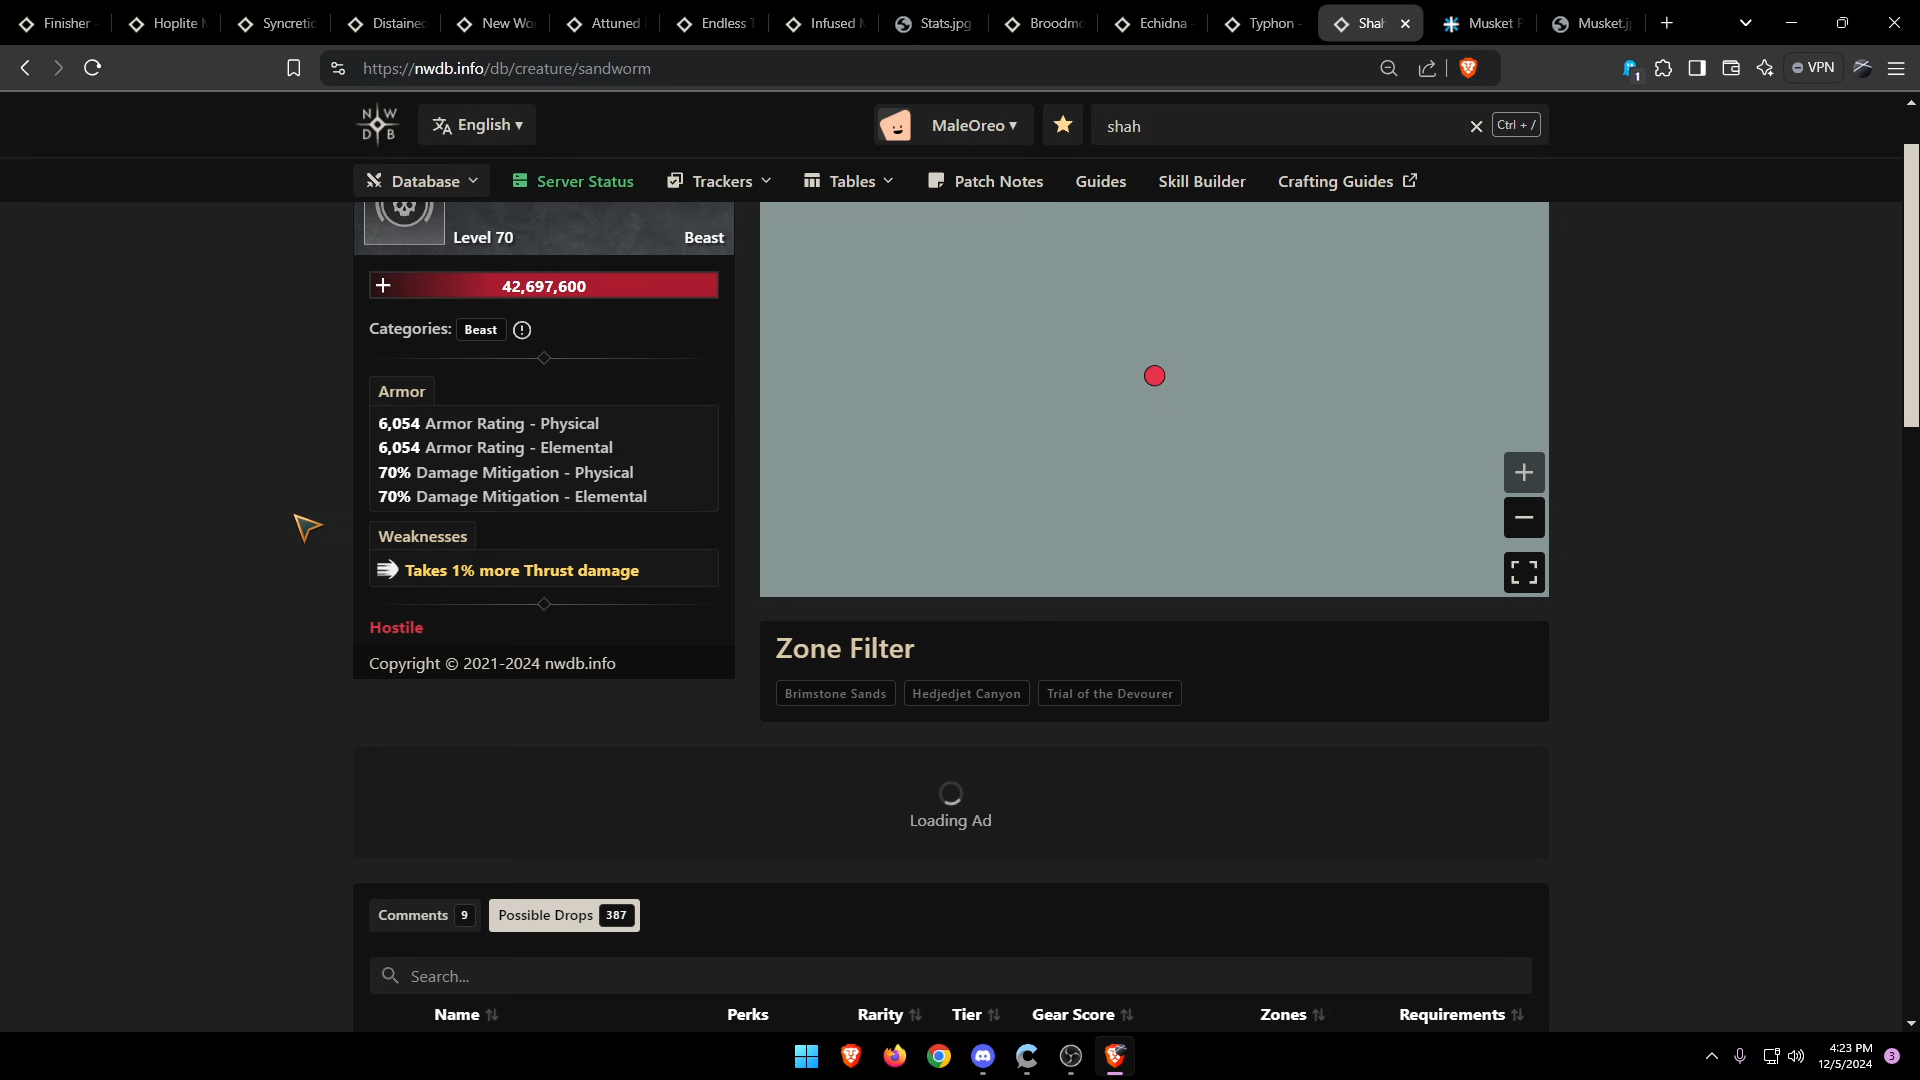 Finisher
Hoplite M
Syncretic
Distained
New Wo
Attuned
Endless T
Infused M
Stats.jpg
Broodmo
Echidna -
Typhon -
Shah
Musket P
Musket.j
https://nwdb.info/db/creature/sandworm
1
VPN
N W
D B
English
MaleOreo
shah
Ctrl + /
Database
Server Status
Trackers
Tables
Patch Notes
Guides
Skill Builder
Crafting Guides
Level 70
Beast
42,697,600
Categories: Beast
Armor
6,054 Armor Rating - Physical
6,054 Armor Rating - Elemental
70% Damage Mitigation - Physical
70% Damage Mitigation - Elemental
Weaknesses
Takes 1% more Thrust damage
Hostile
Copyright © 2021-2024 nwdb.info
Zone Filter
Brimstone Sands
Hedjedjet Canyon
Trial of the Devourer
Loading Ad
Comments 9
Possible Drops 387
Search...
Name
Perks
Rarity
Tier
Gear Score
Zones
Requirements
4:23 PM
12/5/2024
3